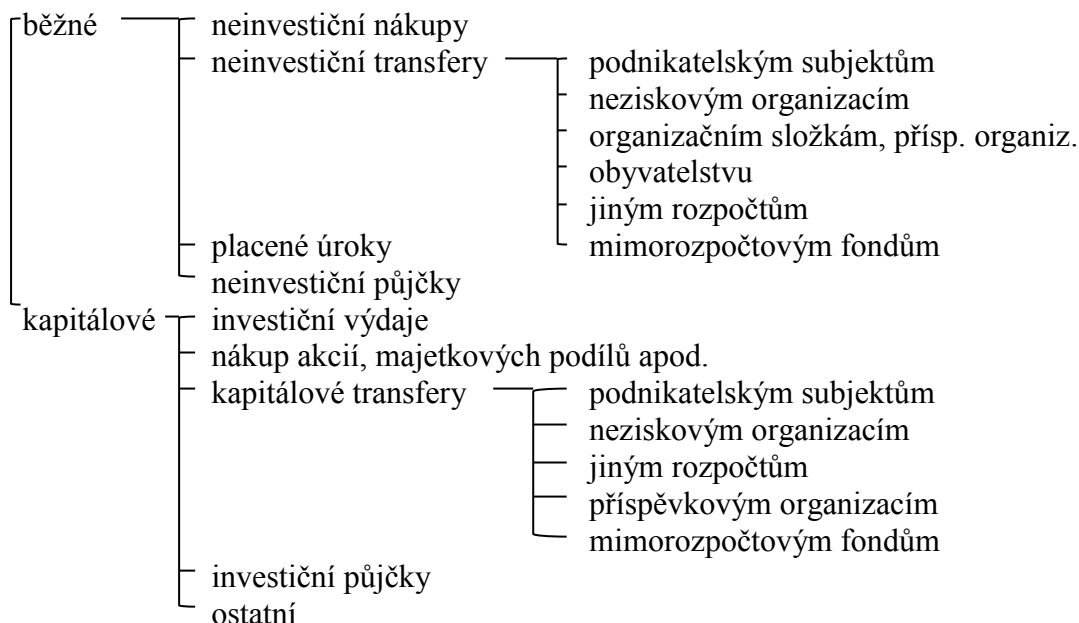 běžné neinvestiční nákupy
neinvestiční transfery podnikatelským subjektům
neziskovým organizacím
organizačním složkám, přísp. organiz.
obyvatelstvu
jiným rozpočtům
placené úroky mimorozpočtovým fondům
neinvestiční půjčky
kapitálové investiční výdaje
nákup akcií, majetkových podílů apod.
kapitálové transfery podnikatelským subjektům
neziskovým organizacím
jiným rozpočtům
příspěvkovým organizacím
mimorozpočtovým fondům
investiční půjčky
ostatní